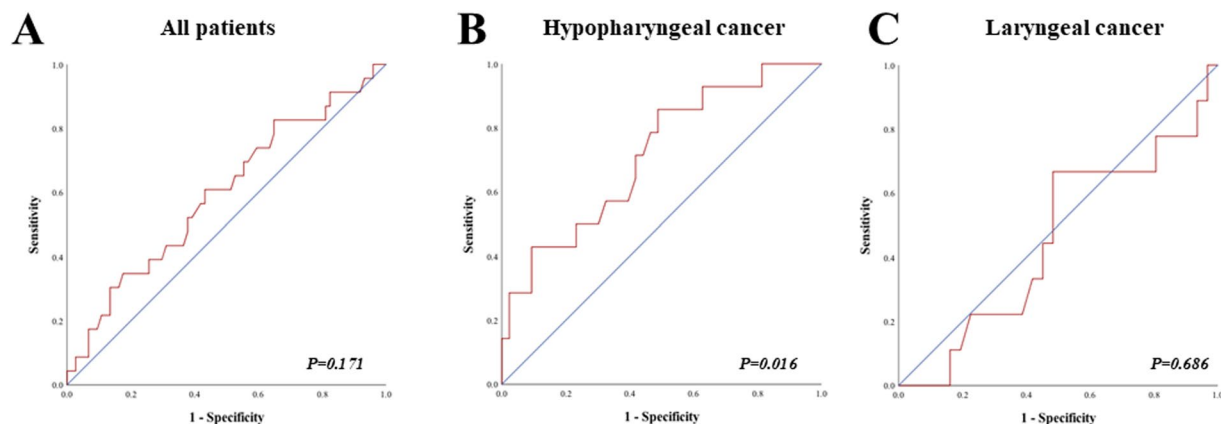 A All patients
1.0
0.8
0.6
0.4
0.2
0.0
Sensitivity
0.0 0.2 0.4 0.6 0.8 1.0
1 - Specificity
P=0.171
B Hypopharyngeal cancer
1.0
0.8
0.6
0.4
0.2
0.0
Sensitivity
0.0 0.2 0.4 0.6 0.8 1.0
1 - Specificity
P=0.016
C Laryngeal cancer
1.0
0.8
0.6
0.4
0.2
0.0
Sensitivity
0.0 0.2 0.4 0.6 0.8 1.0
1 - Specificity
P=0.686